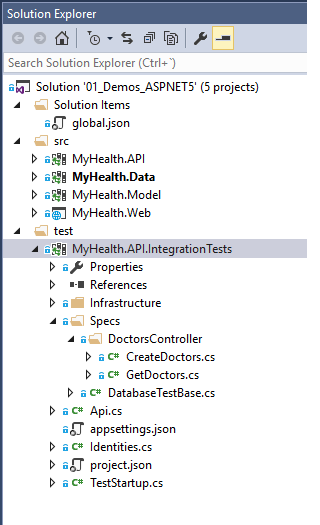 Solution Explorer
Search Solution Explorer (Ctrl+¨)
Solution '01_Demos_ASPNET5' (5 projects)
Solution Items
global.json
src
MyHealth.API
MyHealth.Data
MyHealth.Model
MyHealth.Web
test
MyHealth.API.IntegrationTests
Properties
References
Infrastructure
Specs
DoctorsController
C# CreateDoctors.cs
C# GetDoctors.cs
C# DatabaseTestBase.cs
C# Api.cs
appsettings.json
C# Identities.cs
project.json
C# TestStartup.cs